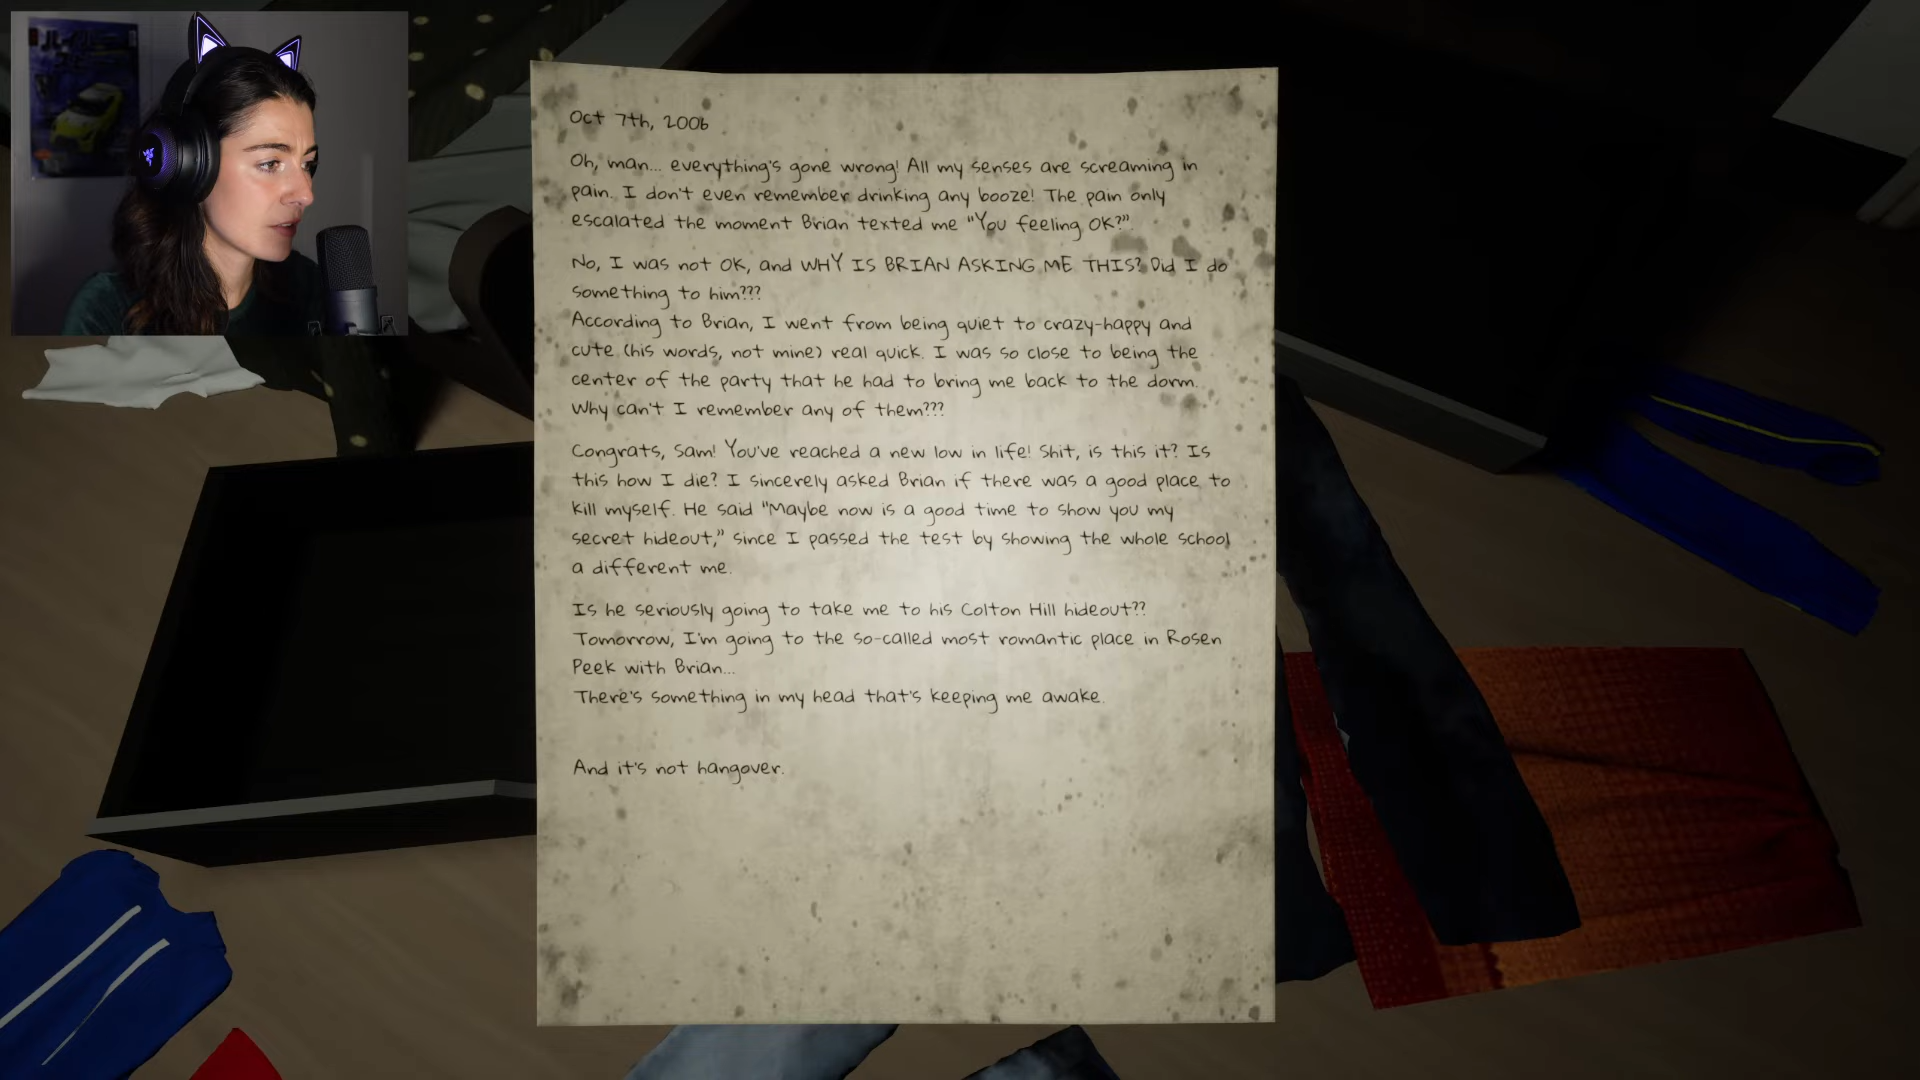 Oct 7th, 2006
Oh, man... everything's gone wrong! All my senses are screaming in
pain. I don't even remember drinking any booze! The pain only
escalated the moment Brian texted me "You feeling OK?".
No, I was not OK, and WHY IS BRIAN ASKING ME THIS? Did I do
something to him???
According to Brian, I went from being quiet to crazy-happy and
cute (his words, not mine) real quick. I was so close to being the
center of the party that he had to bring me back to the dorm.
Why can't I remember any of them???
Congrats, Sam! You've reached a new low in life! Shit, is this it? Is
this how I die? I sincerely asked Brian if there was a good place to
kill myself. He said "Maybe now is a good time to show you my
secret hideout," since I passed the test by showing the whole school
a different me.
Is he seriously going to take me to his Colton Hill hideout??
Tomorrow, I'm going to the so-called most romantic place in Rosen
Peek with Brian...
There's something in my head that's keeping me awake.
And it's not hangover.